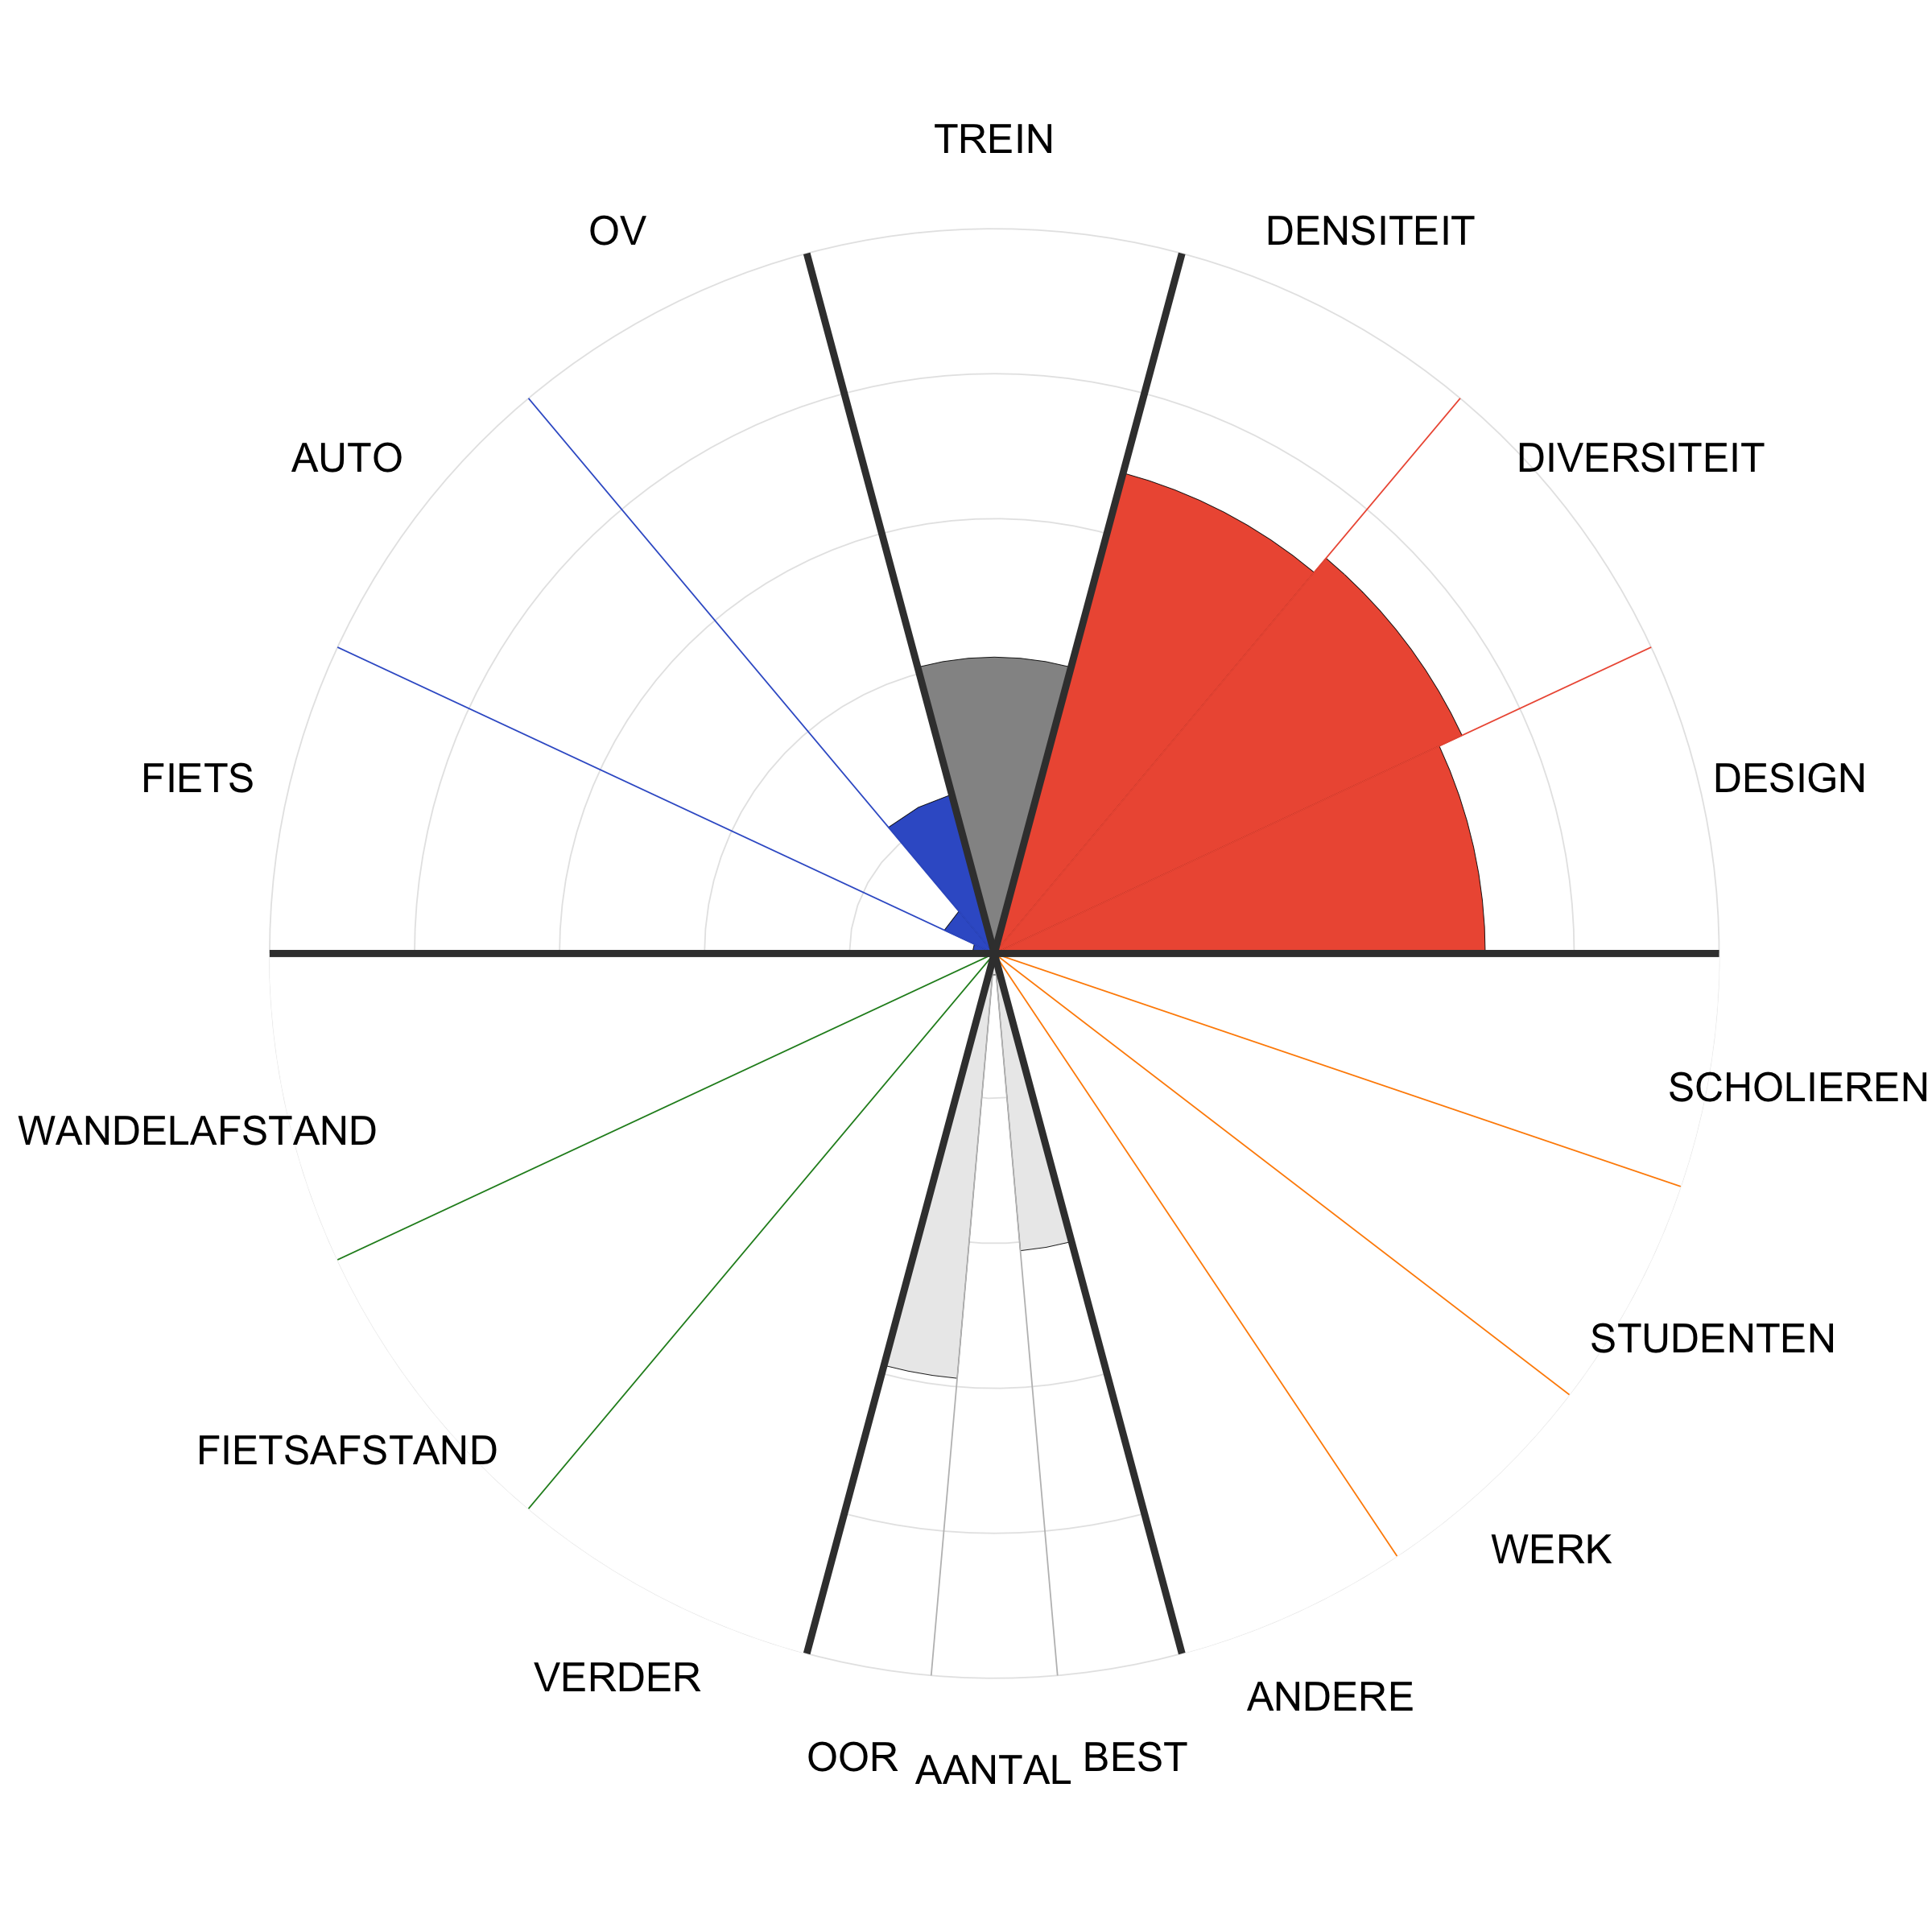 TREIN
OV
DENSITEIT
AUTO
DIVERSITEIT
FIETS
DESIGN
SCHOLIEREN
WANDELAFSTAND
STUDENTEN
FIETSAFSTAND
WERK
VERDER
ANDERE
OOR
AANTAL
BEST